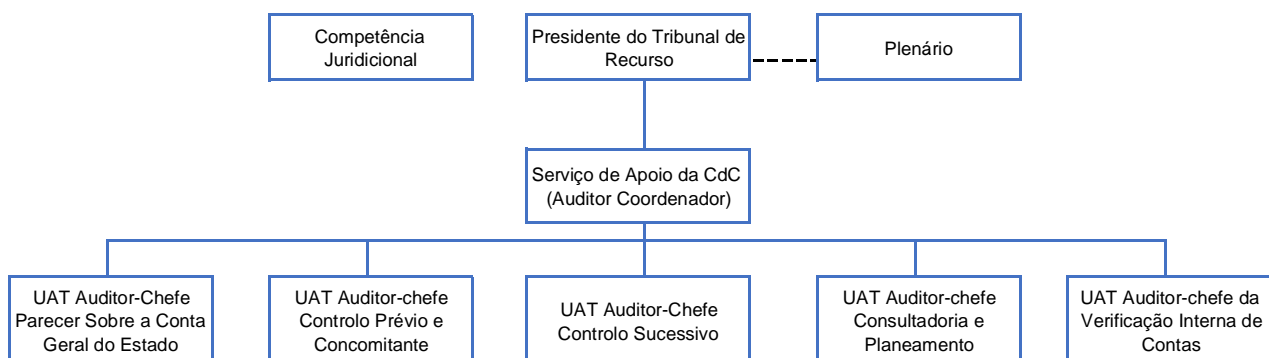 Competência
Juridicional
Presidente do Tribunal de
Recurso
Plenário
Serviço de Apoio da CdC
(Auditor Coordenador)
UAT Auditor-Chefe
Parecer Sobre a Conta
Geral do Estado
UAT Auditor-chefe
Controlo Prévio e
Concomitante
UAT Auditor-Chefe
Controlo Sucessivo
UAT Auditor-chefe
Consultadoria e
Planeamento
UAT Auditor-chefe da
Verificação Interna de
Contas